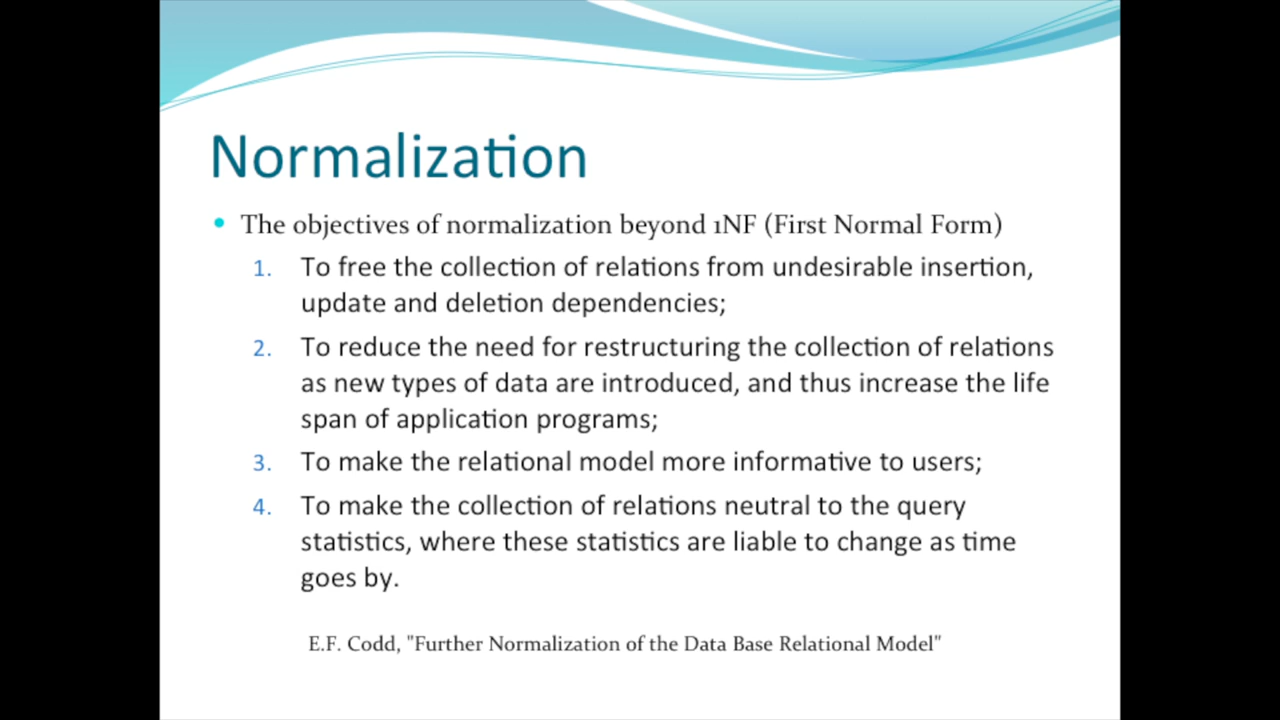 Normalization
• The objectives of normalization beyond 1NF (First Normal Form)
1. To free the collection of relations from undesirable insertion,
update and deletion dependencies;
2. To reduce the need for restructuring the collection of relations
as new types of data are introduced, and thus increase the life
span of application programs;
3. To make the relational model more informative to users;
4. To make the collection of relations neutral to the query
statistics, where these statistics are liable to change as time
goes by.
E.F. Codd, "Further Normalization of the Data Base Relational Model"